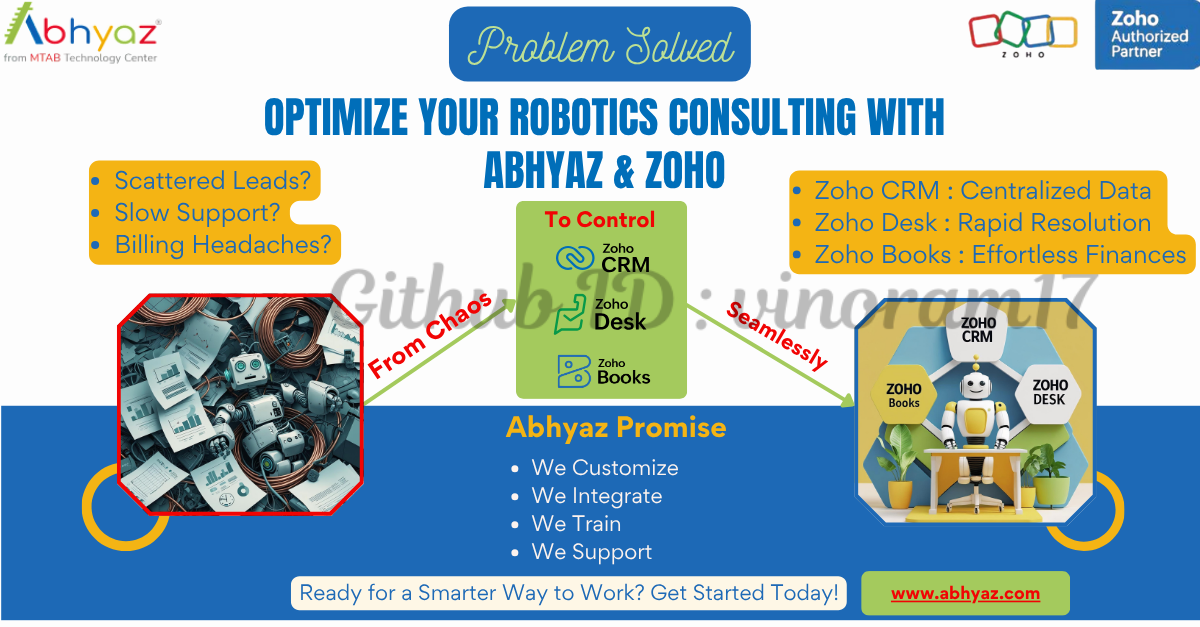 Abhyaz®
from MTAB Technology Center
Problem Solved
ZOHO
Zoho
Authorized
Partner
OPTIMIZE YOUR ROBOTICS CONSULTING WITH
ABHYAZ & ZOHO
• Scattered Leads?
• Slow Support?
• Billing Headaches?
To Control
Zoho
CRM
Zoho
Desk
Zoho
Books
• Zoho CRM : Centralized Data
• Zoho Desk : Rapid Resolution
• Zoho Books : Effortless Finances
Github ID : vinoram17
From Chaos
Seamlessly
ZOHO
CRM
ZOHO
Books
ZOHO
DESK
Abhyaz Promise
• We Customize
• We Integrate
• We Train
• We Support
Ready for a Smarter Way to Work? Get Started Today!
www.abhyaz.com